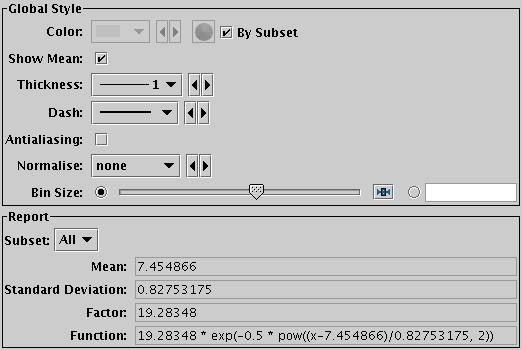 Global Style
Color: By Subset
Show Mean:
Thickness: 1
Dash:
Antialiasing:
Normalise: none
Bin Size:
Report
Subset: All
Mean: 7.454866
Standard Deviation: 0.82753175
Factor: 19.28348
Function: 19.28348 * exp(-0.5 * pow((x-7.454866)/0.82753175, 2))